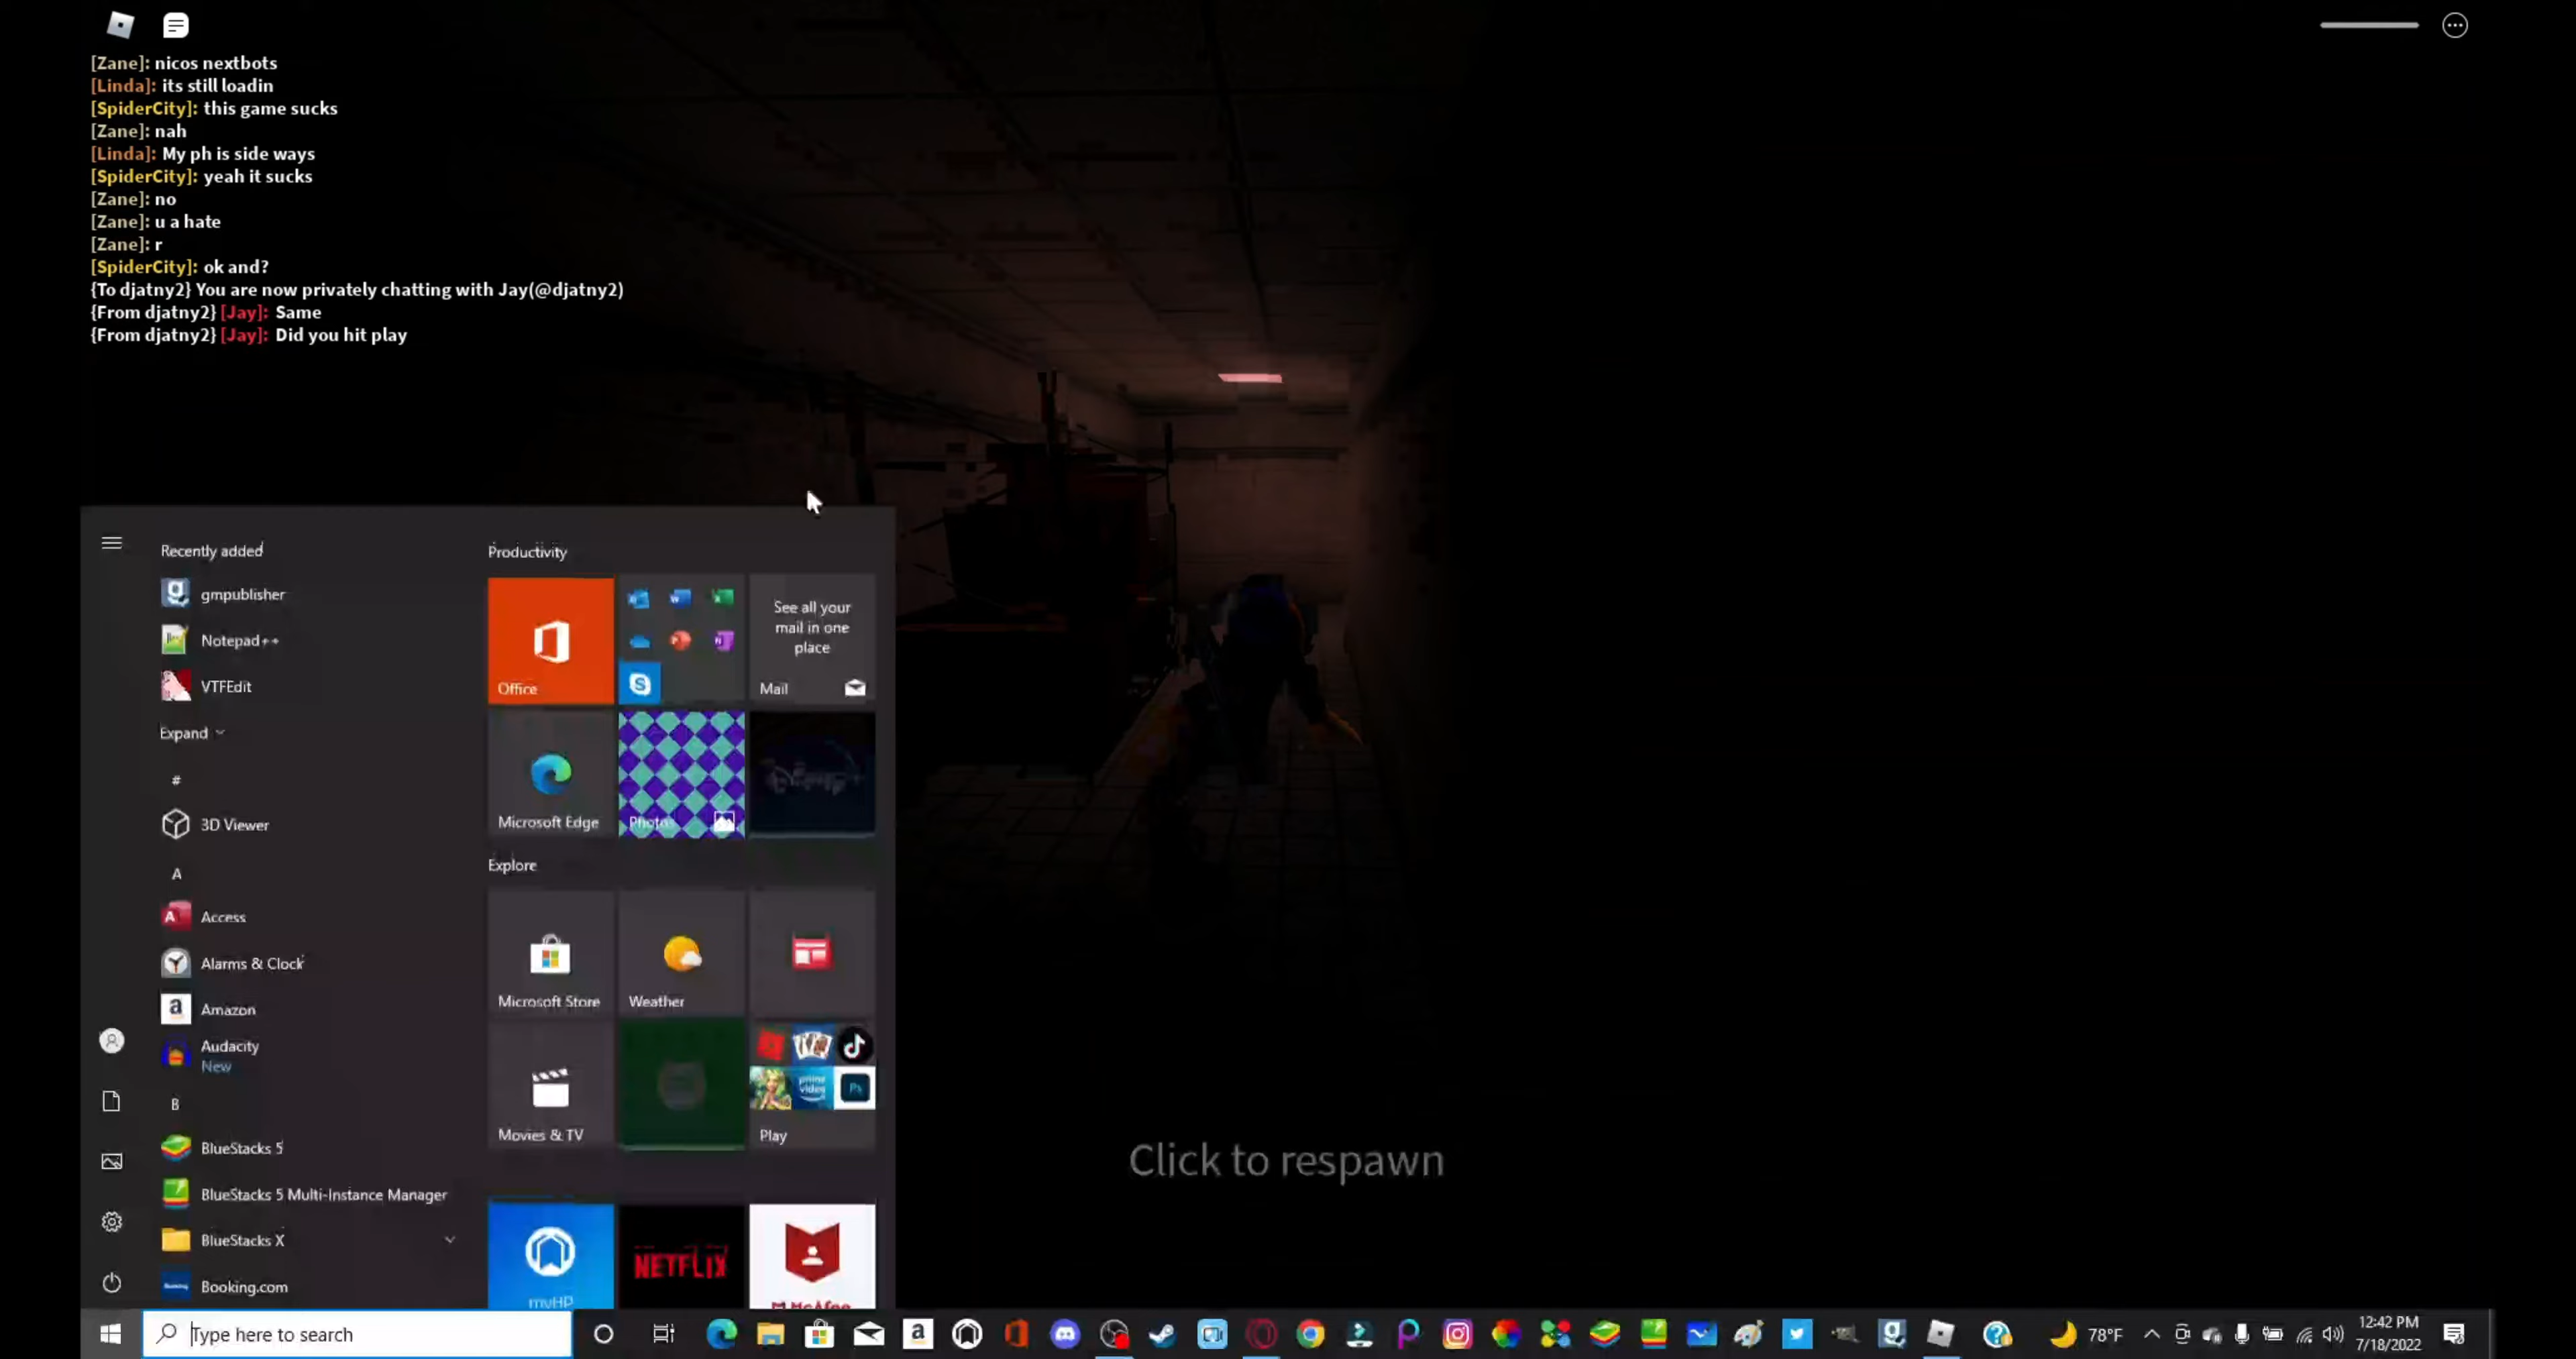 [Zane]: nicos nextbots
[Linda]: its still loadin
[SpiderCity]: this game sucks
[Zane]: nah
[Linda]: My ph is side ways
[SpiderCity]: yeah it sucks
[Zane]: no
[Zane]: u a hate
[Zane]: r
[SpiderCity]: ok and?
{To djatny2} You are now privately chatting with Jay(@djatny2)
{From djatny2} [Jay]: Same
{From djatny2} [Jay]: Did you hit play
Recently added
gmpublisher
Notepad++
VTFEdit
Expand
#
3D Viewer
A
Access
Alarms & Clock
Amazon
Audacity
New
B
BlueStacks 5
BlueStacks 5 Multi-Instance Manager
BlueStacks X
Booking.com
Productivity
Office
See all your
mail in one
place
Mail
Microsoft Edge
Photos
Explore
Microsoft Store
Weather
Movies & TV
prime video
Ps
Play
myHP
NETFLIX
McAfee
Click to respawn
Type here to search
78°F
12:42 PM
7/18/2022